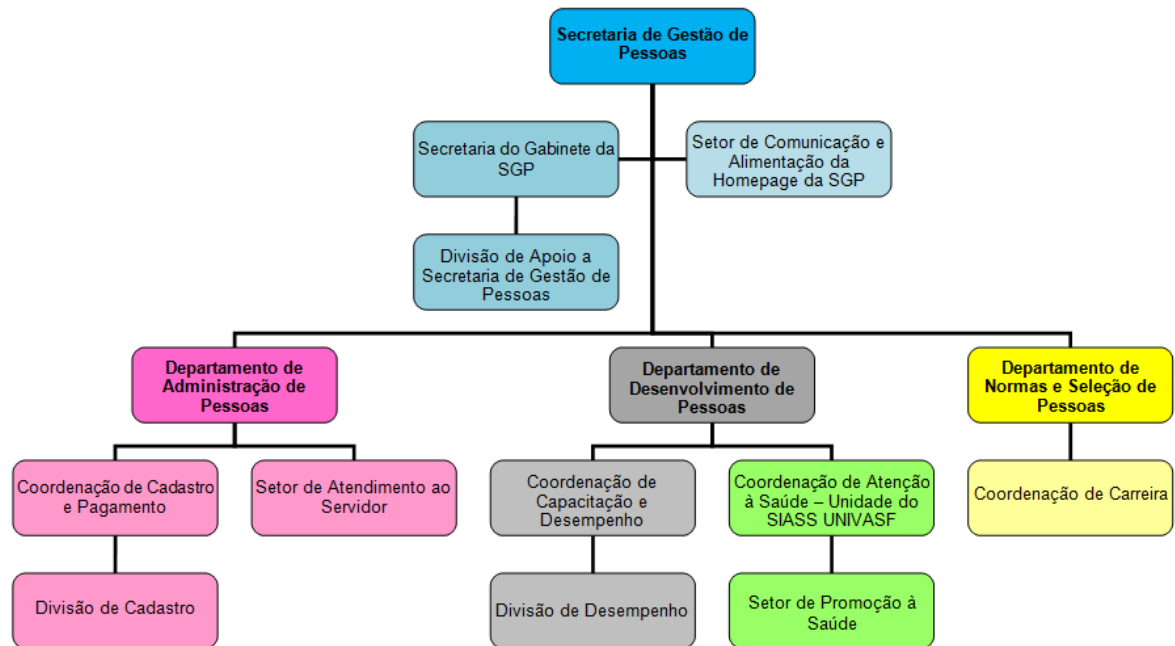 Secretaria de Gestão de
Pessoas
Secretaria do Gabinete da
SGP
Setor de Comunicação e
Alimentação da
Homepage da SGP
Divisão de Apoio a
Secretaria de Gestão de
Pessoas
Departamento de
Administração de
Pessoas
Departamento de
Desenvolvimento de
Pessoas
Departamento de
Normas e Seleção de
Pessoas
Coordenação de Cadastro
e Pagamento
Setor de Atendimento ao
Servidor
Coordenação de
Capacitação e
Desempenho
Coordenação de Atenção
à Saúde – Unidade do
SIASS UNIVASF
Coordenação de Carreira
Divisão de Cadastro
Divisão de Desempenho
Setor de Promoção à
Saúde